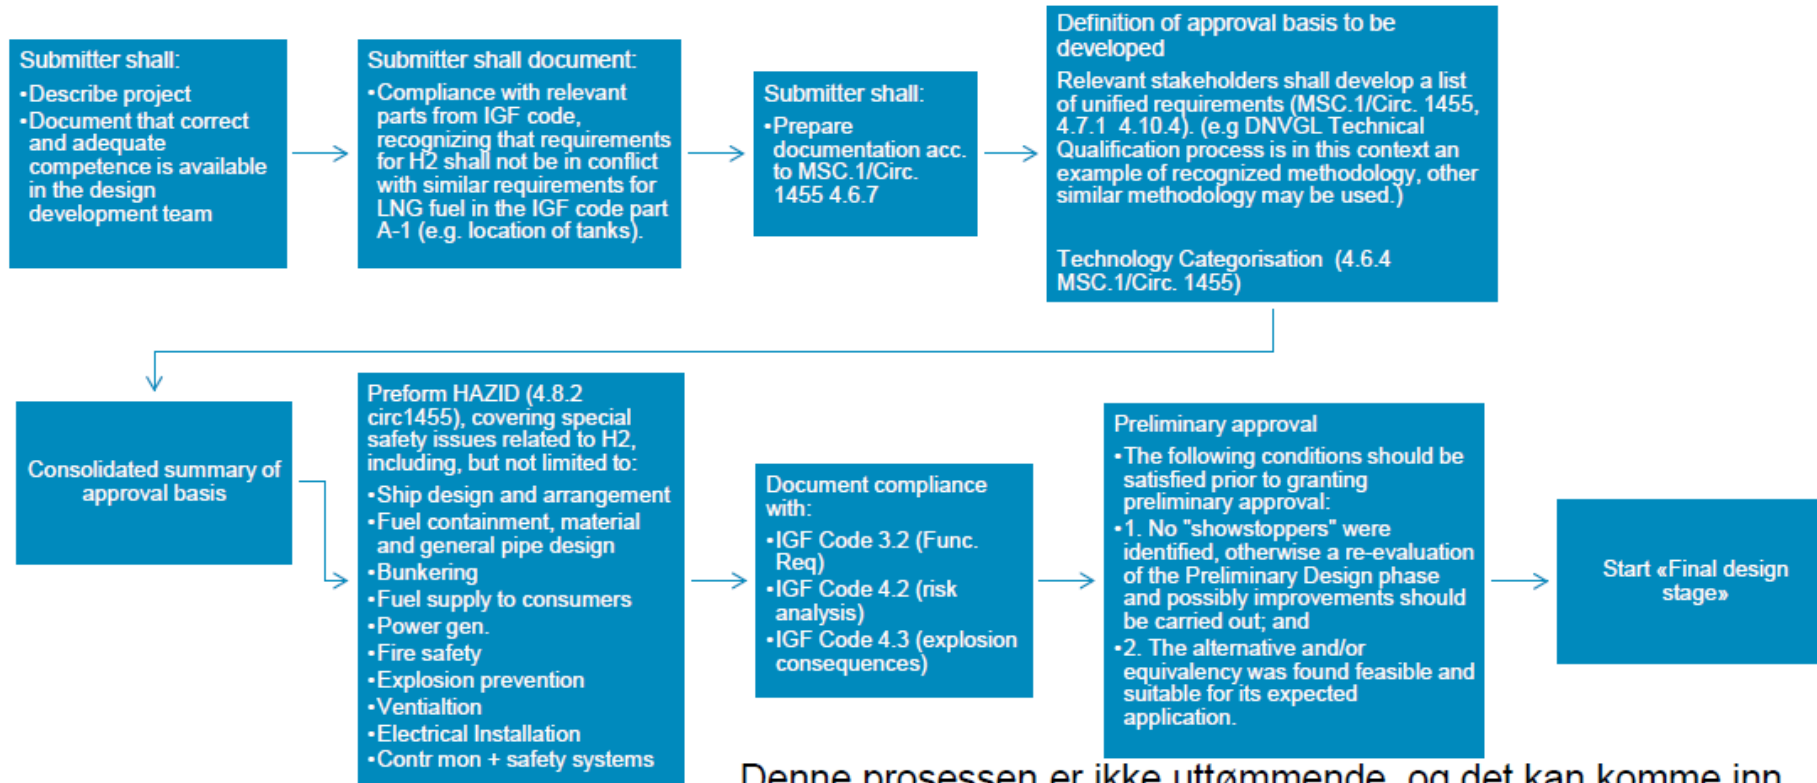 Submitter shall:
•Describe project
•Document that correct
and adequate
competence is available
in the design
development team
Submitter shall document:
•Compliance with relevant
parts from IGF code,
recognizing that requirements
for H2 shall not be in conflict
with similar requirements for
LNG fuel in the IGF code part
A-1 (e.g. location of tanks).
Submitter shall:
•Prepare
documentation acc.
to MSC.1/Circ.
1455 4.6.7
Definition of approval basis to be
developed
Relevant stakeholders shall develop a list
of unified requirements (MSC.1/Circ. 1455,
4.7.1 4.10.4). (e.g DNVGL Technical
Qualification process is in this context an
example of recognized methodology, other
similar methodology may be used.)
Technology Categorisation (4.6.4
MSC.1/Circ. 1455)
Consolidated summary of
approval basis
Preform HAZID (4.8.2
circ1455), covering special
safety issues related to H2,
including, but not limited to:
•Ship design and arrangement
•Fuel containment, material
and general pipe design
•Bunkering
•Fuel supply to consumers
•Power gen.
•Fire safety
•Explosion prevention
•Ventialtion
•Electrical Installation
•Contr mon + safety systems
Document compliance
with:
•IGF Code 3.2 (Func.
Req)
•IGF Code 4.2 (risk
analysis)
•IGF Code 4.3 (explosion
consequences)
Preliminary approval
•The following conditions should be
satisfied prior to granting
preliminary approval:
•1. No "showstoppers" were
identified, otherwise a re-evaluation
of the Preliminary Design phase
and possibly improvements should
be carried out; and
•2. The alternative and/or
equivalency was found feasible and
suitable for its expected
application.
Start «Final design
stage»
Denne prosessen er ikke uttømmende, og det kan komme inn